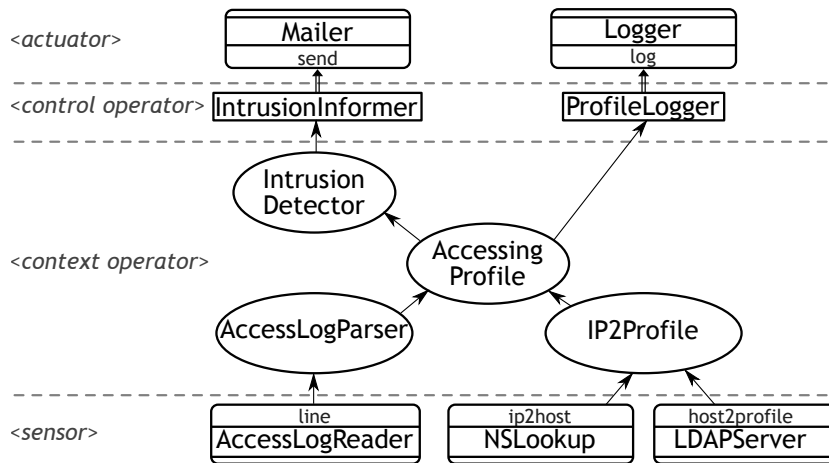 <actuator>
Mailer
send
Logger
log
<control operator>
IntrusionInformer
ProfileLogger
Intrusion
Detector
<context operator>
Accessing
Profile
AccessLogParser
IP2Profile
<sensor>
line
AccessLogReader
ip2host
NSLookup
host2profile
LDAPServer